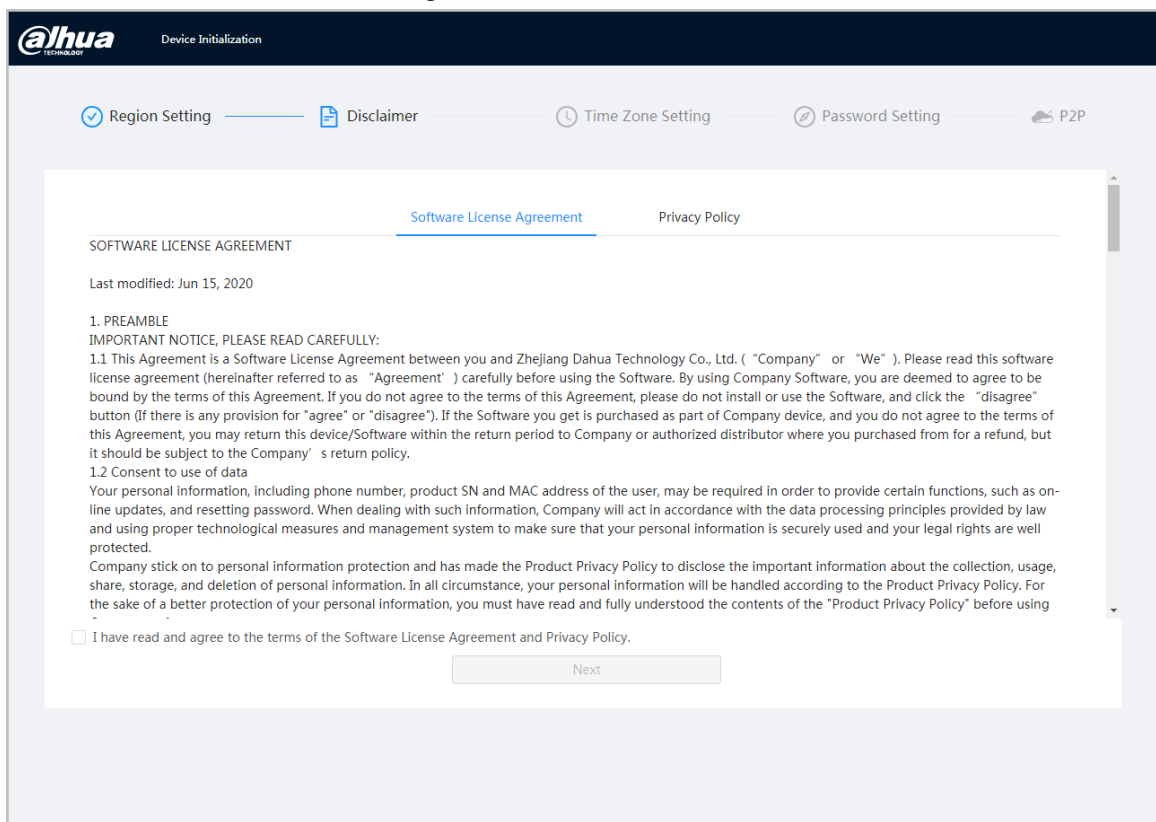 alhua
TECHNOLOGY
Device Initialization
Region Setting
Disclaimer
Time Zone Setting
Password Setting
P2P
Software License Agreement
Privacy Policy
SOFTWARE LICENSE AGREEMENT
Last modified: Jun 15, 2020
1. PREAMBLE
IMPORTANT NOTICE, PLEASE READ CAREFULLY:
1.1 This Agreement is a Software License Agreement between you and Zhejiang Dahua Technology Co., Ltd. ( “Company” or “We” ). Please read this software
license agreement (hereinafter referred to as “Agreement’ ) carefully before using the Software. By using Company Software, you are deemed to agree to be
bound by the terms of this Agreement. If you do not agree to the terms of this Agreement, please do not install or use the Software, and click the “disagree”
button (If there is any provision for "agree" or "disagree"). If the Software you get is purchased as part of Company device, and you do not agree to the terms of
this Agreement, you may return this device/Software within the return period to Company or authorized distributor where you purchased from for a refund, but
it should be subject to the Company’ s return policy.
1.2 Consent to use of data
Your personal information, including phone number, product SN and MAC address of the user, may be required in order to provide certain functions, such as on-
line updates, and resetting password. When dealing with such information, Company will act in accordance with the data processing principles provided by law
and using proper technological measures and management system to make sure that your personal information is securely used and your legal rights are well
protected.
Company stick on to personal information protection and has made the Product Privacy Policy to disclose the important information about the collection, usage,
share, storage, and deletion of personal information. In all circumstance, your personal information will be handled according to the Product Privacy Policy. For
the sake of a better protection of your personal information, you must have read and fully understood the contents of the "Product Privacy Policy" before using
I have read and agree to the terms of the Software License Agreement and Privacy Policy.
Next